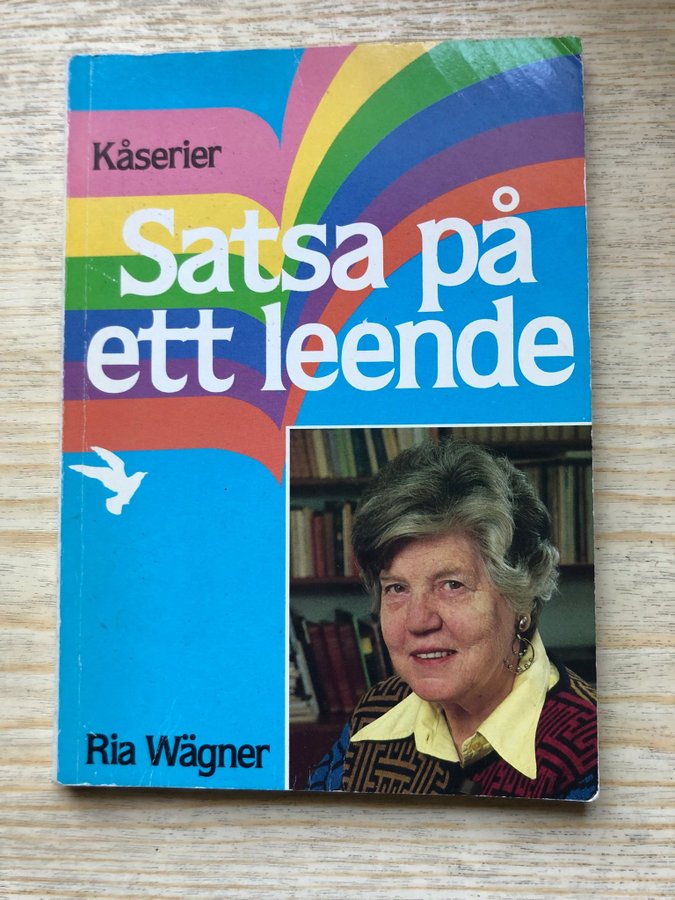 Kåserier
Satsa på
ett leende
Ria Wägner